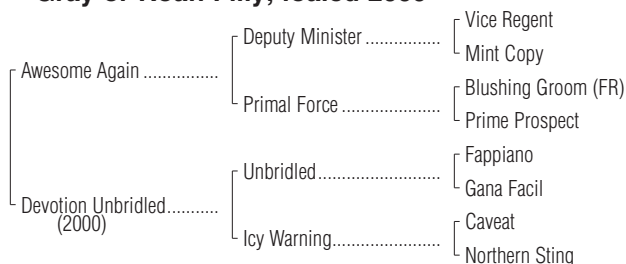 Gray or Roan Filly; foaled
Vice Regent
Deputy Minister ................
Mint Copy
Awesome Again ................
Blushing Groom (FR)
Primal Force .....................
Prime Prospect
Fappiano
Unbridled..........................
Gana Facil
Devotion Unbridled...........
(2000)
Caveat
Icy Warning.......................
Northern Sting